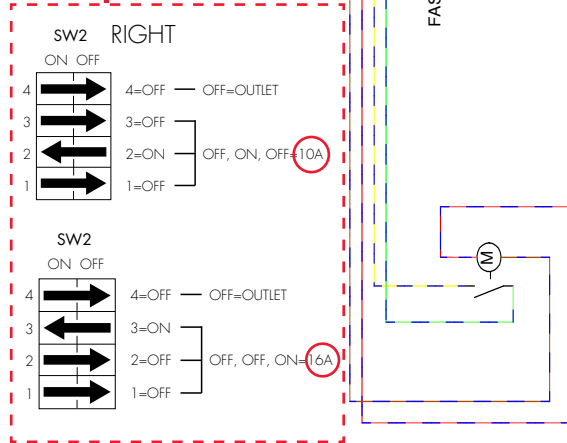 FAS
SW2 RIGHT
ON OFF
4 4=OFF — OFF=OUTLET
3 3=OFF
2 2=ON OFF, ON, OFF=10A
1 1=OFF
SW2
ON OFF
4 4=OFF — OFF=OUTLET
3 3=ON
2 2=OFF OFF, OFF, ON=16A
1 1=OFF
M